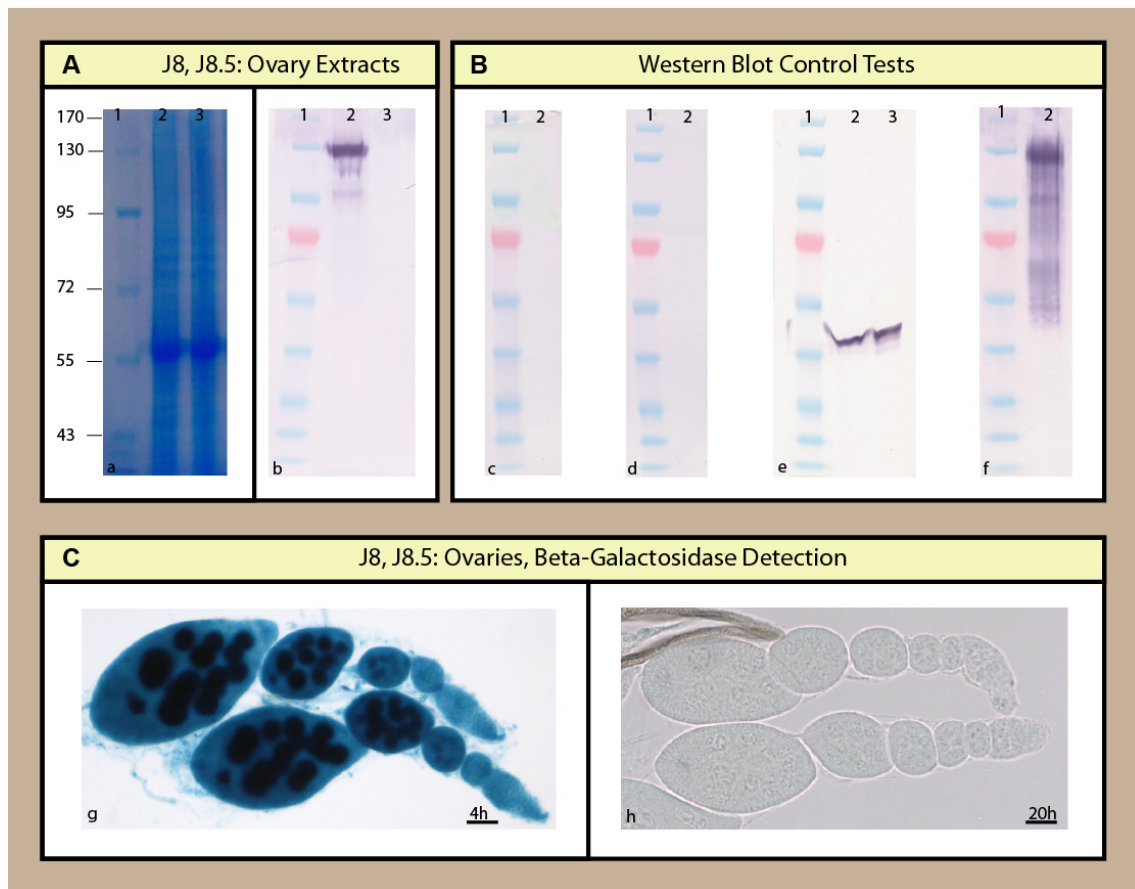 A J8, J8.5: Ovary Extracts
B Western Blot Control Tests
170 1 2 3
130
95
72
55
43
a
1 2 3
b
1 2
c
1 2
d
1 2 3
e
1 2
f
C J8, J8.5: Ovaries, Beta-Galactosidase Detection
g 4h
h 20h